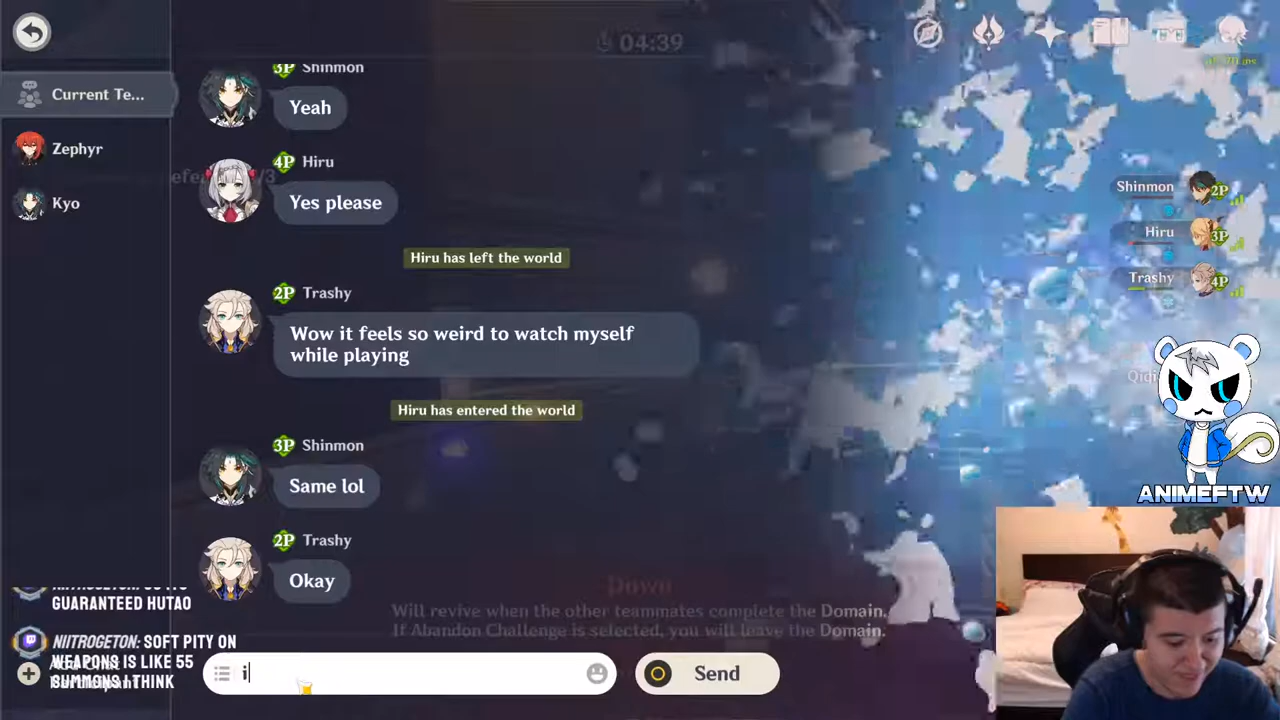 04:39
Current Te...
Zephyr
Kyo
3P Shinmon
Yeah
4P Hiru
Yes please
Hiru has left the world
2P Trashy
Wow it feels so weird to watch myself
while playing
Hiru has entered the world
3P Shinmon
Same lol
2P Trashy
Okay
Down
Will revive when the other teammates complete the Domain.
If Abandon Challenge is selected, you will leave the Domain.
i
Send
Shinmon 2P
Hiru 3P
Trashy 4P
Qiqi
ANIMEFTW
GUARANTEED HUTAO
NIITROGETON: SOFT PITY ON
WEAPONS IS LIKE 55
SUMMONS I THINK